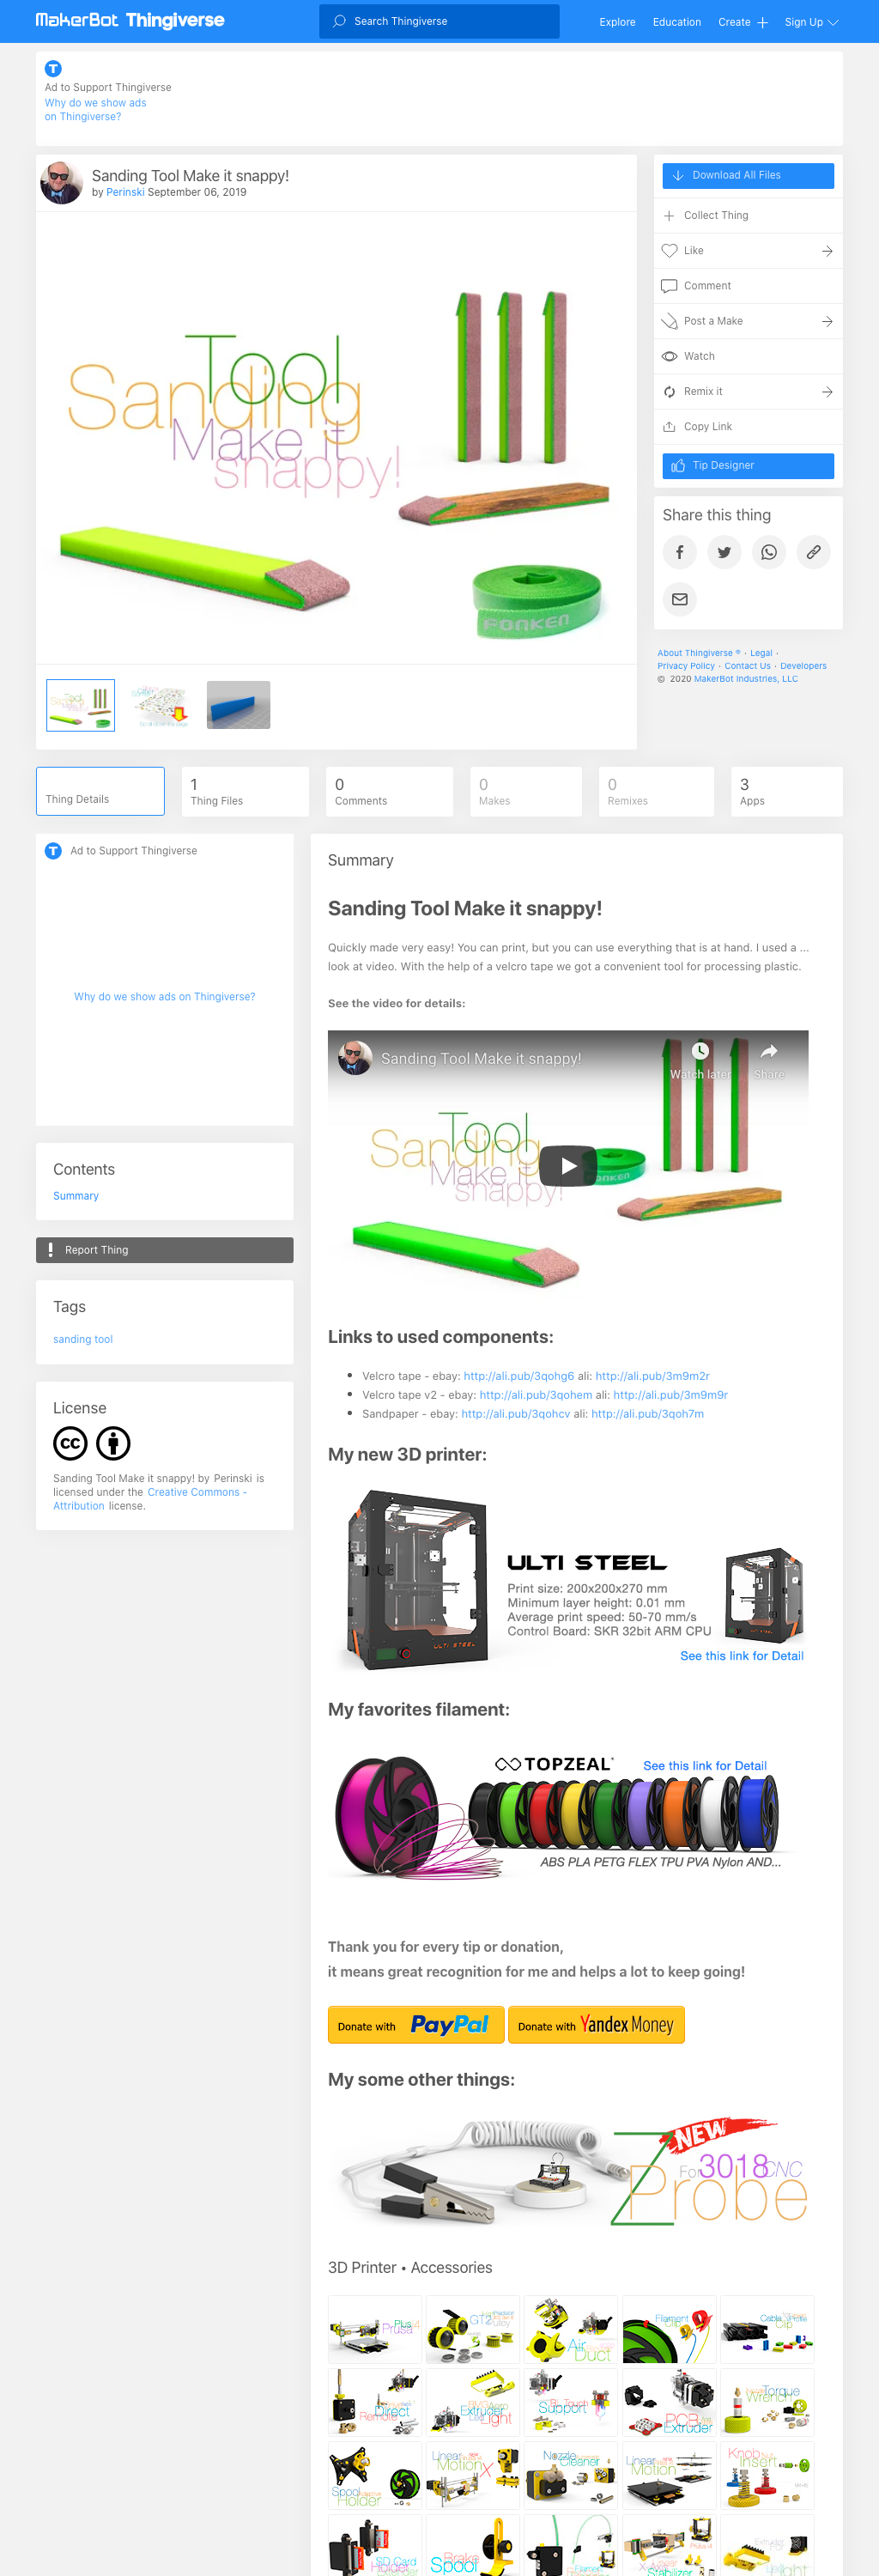 MakerBot Thingiverse
Search Thingiverse
Explore
Education
Create
Sign Up
Ad to Support Thingiverse
Why do we show ads
on Thingiverse?
Sanding Tool Make it snappy!
by Perinski September 06, 2019
Tool
Sanding
Make it
snappy!
FONKEN
Download All Files
Collect Thing
Like
Comment
Post a Make
Watch
Remix it
Copy Link
Tip Designer
Share this thing
About Thingiverse ® · Legal ·
Privacy Policy · Contact Us · Developers
© 2020 MakerBot Industries, LLC
Thing Details
1
Thing Files
0
Comments
0
Makes
0
Remixes
3
Apps
Ad to Support Thingiverse
Why do we show ads on Thingiverse?
Contents
Summary
Report Thing
Tags
sanding tool
License
cc
Sanding Tool Make it snappy! by Perinski is
licensed under the Creative Commons -
Attribution license.
Summary
Sanding Tool Make it snappy!
Quickly made very easy! You can print, but you can use everything that is at hand. I used a ...
look at video. With the help of a velcro tape we got a convenient tool for processing plastic.
See the video for details:
Sanding Tool Make it snappy!
Watch later
Share
Tool
Sanding
Make it
snappy!
FONKEN
Links to used components:
Velcro tape - ebay: http://ali.pub/3qohg6 ali: http://ali.pub/3m9m2r
Velcro tape v2 - ebay: http://ali.pub/3qohem ali: http://ali.pub/3m9m9r
Sandpaper - ebay: http://ali.pub/3qohcv ali: http://ali.pub/3qoh7m
My new 3D printer:
ULTI STEEL
ULTI STEEL
Print size: 200x200x270 mm
Minimum layer height: 0.01 mm
Average print speed: 50-70 mm/s
Control Board: SKR 32bit ARM CPU
See this link for Detail
My favorites filament:
TOPZEAL
See this link for Detail
ABS PLA PETG FLEX TPU PVA Nylon AND...
Thank you for every tip or donation,
it means great recognition for me and helps a lot to keep going!
Donate with PayPal
Donate with Yandex Money
My some other things:
NEW
For 3018 CNC
Z Probe
3D Printer • Accessories
Plus
Prusa
GT2
Pulley
Air
Duct
Filament
Clip
Cable
Clip
Direct
Remote
Extruder
Light
BL Touch
Support
PCB
Extruder
Torque
Wrench
Spool
Holder
Linear
Motion X
Nozzle
Cleaner
Linear
Motion
Knob
Insert
SD Card
Holder
Brake
Spool
Filament
Stabilizer
Extruder
Light